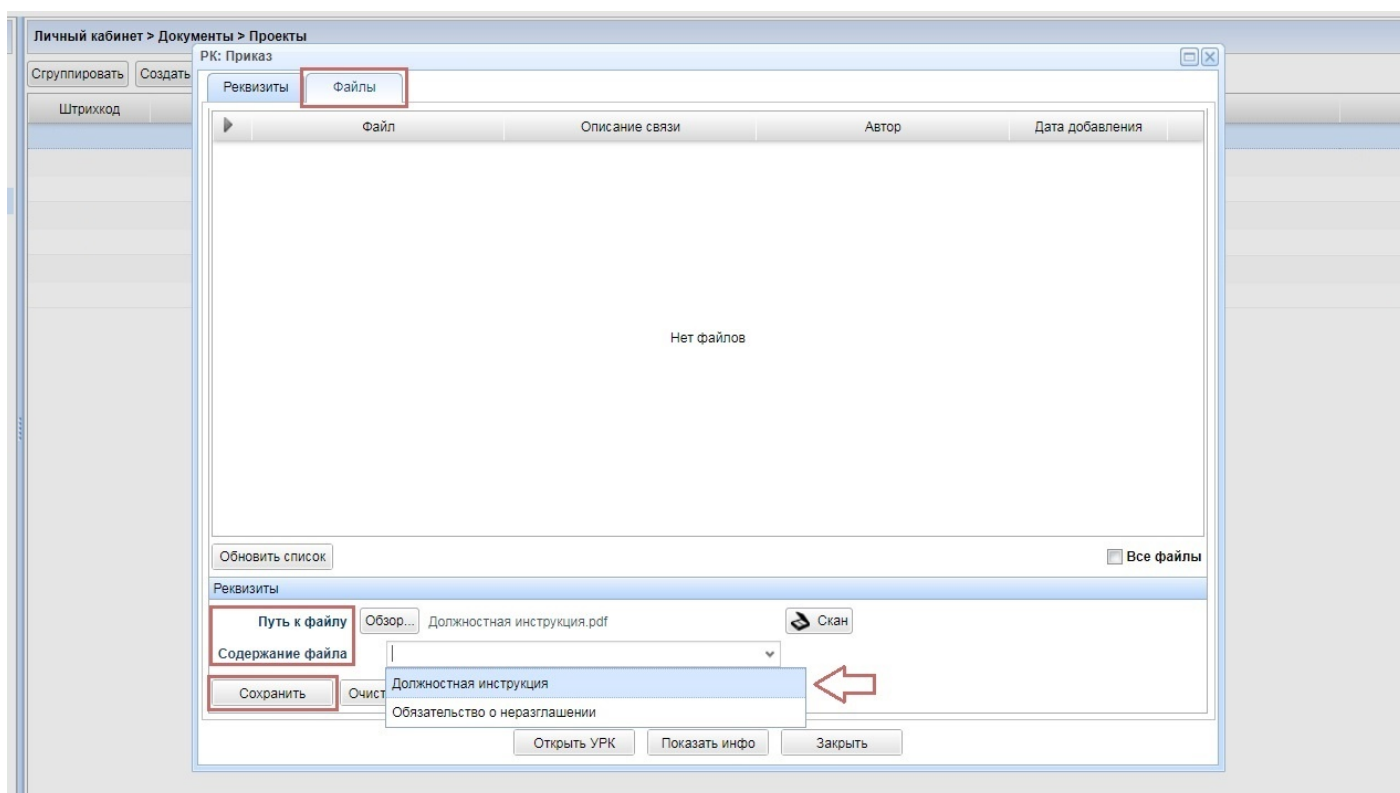 Личный кабинет > Документы > Проекты
РК: Приказ
Сгруппировать Создать
Реквизиты Файлы
Штрихкод
Файл Описание связи Автор Дата добавления
Нет файлов
Обновить список Все файлы
Реквизиты
Путь к файлу Обзор... Должностная инструкция.pdf Скан
Содержание файла
Должностная инструкция
Сохранить Очист
Обязательство о неразглашении
Открыть УРК Показать инфо Закрыть